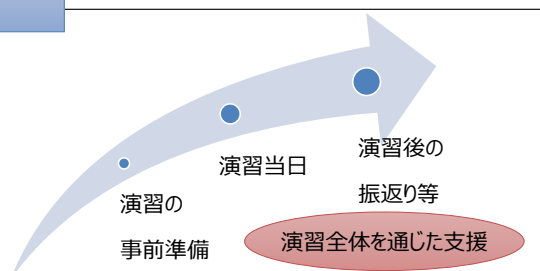 演習の
事前準備
演習当日
演習後の
振返り等
演習全体を通じた支援